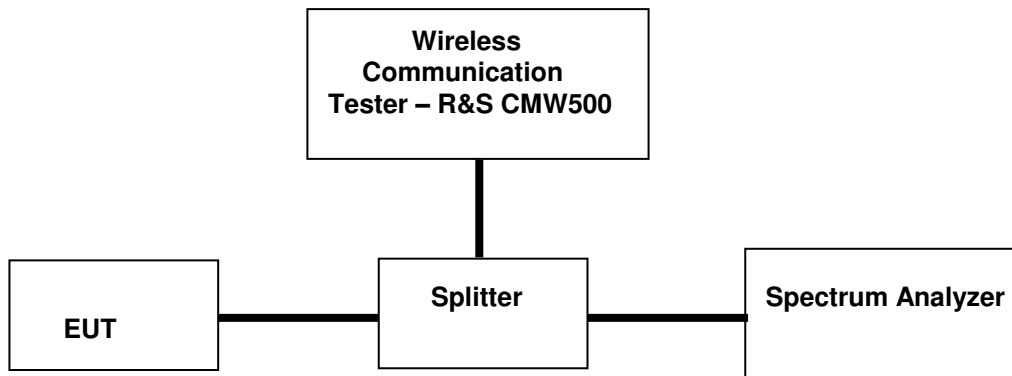 Wireless
Communication
Tester – R&S CMW500
Splitter
Spectrum Analyzer
EUT